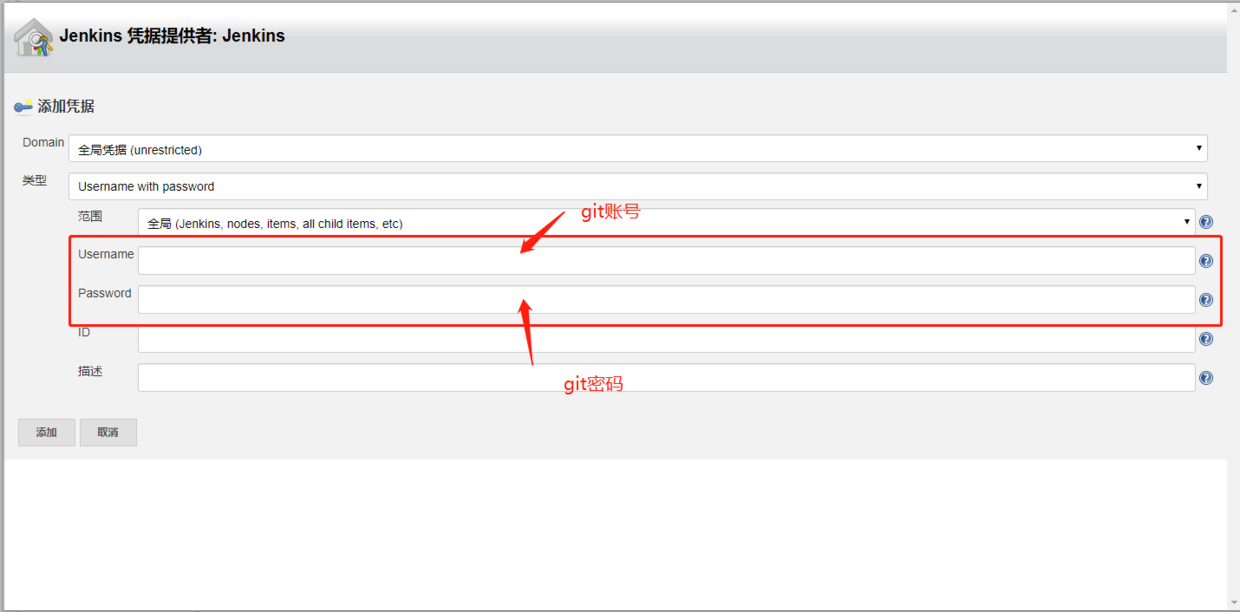 Jenkins 凭据提供者: Jenkins
添加凭据
Domain
全局凭据 (unrestricted)
类型
Username with password
范围
全局 (Jenkins, nodes, items, all child items, etc)
git账号
Username
Password
ID
描述
git密码
添加
取消